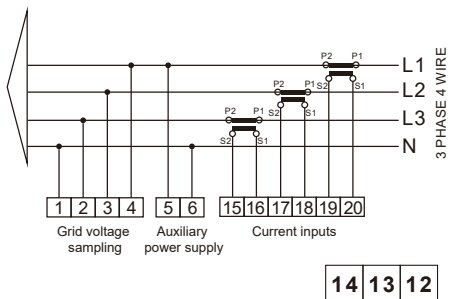 P2 P1
L1
S2 S1
P2 P1
L2
S2 S1
P2 P1
L3
S2 S1
N
3 PHASE 4 WIRE
1 2 3 4 5 6 15 16 17 18 19 20
Grid voltage sampling
Auxiliary power supply
Current inputs
14 13 12